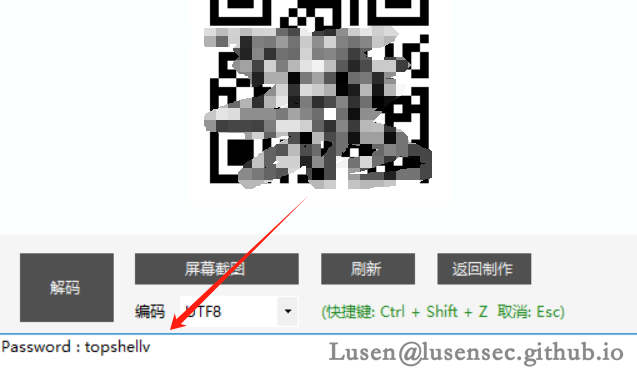 解码
屏幕截图
刷新
返回制作
编码 UTF8
(快捷键: Ctrl + Shift + Z 取消: Esc)
Password : topshellv
Lusen@lusensec.github.io